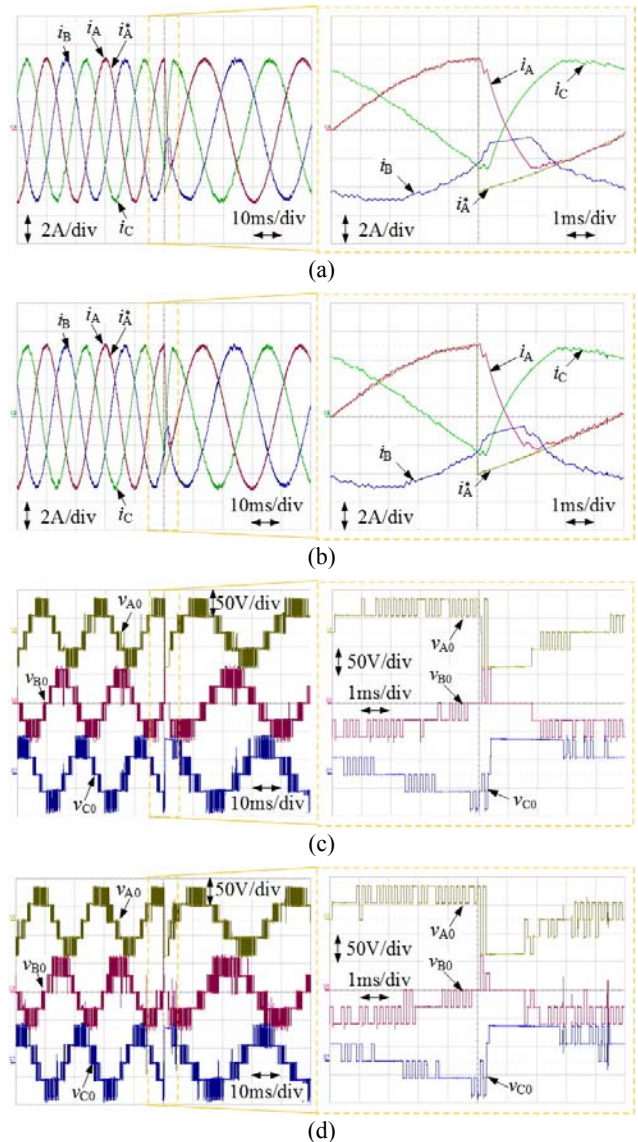 iB iA i*A
2A/div iC 10ms/div
iA
iC
iB
i*A
2A/div 1ms/div
(a)
iB iA i*A
2A/div iC 10ms/div
iA
iC
iB
i*A
2A/div 1ms/div
(b)
vA0 50V/div
vB0
vC0 10ms/div
vA0
50V/div
vB0
1ms/div
vC0
(c)
vA0 50V/div
vB0
vC0 10ms/div
vA0
50V/div
vB0
1ms/div
vC0
(d)